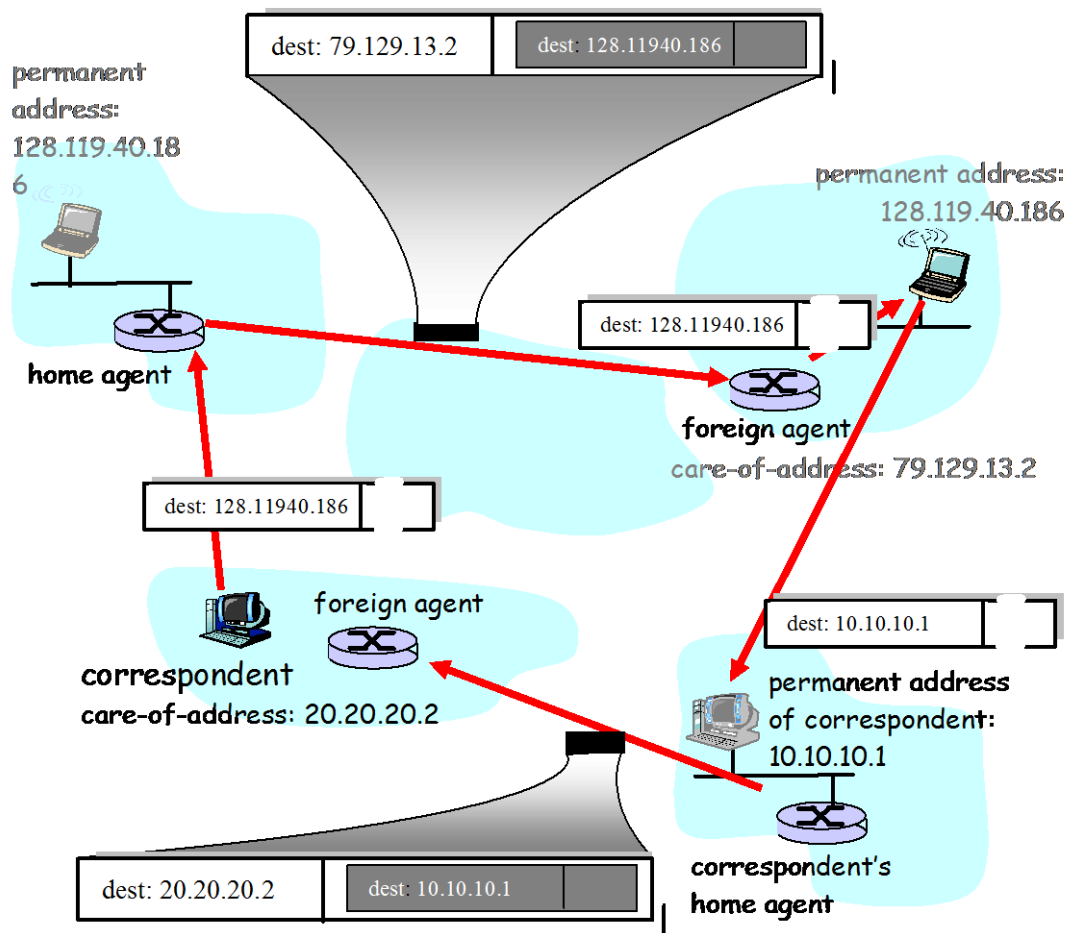 dest: 79.129.13.2
dest: 128.11940.186
permanent
address:
128.119.40.18
6
permanent address:
128.119.40.186
dest: 128.11940.186
home agent
foreign agent
care-of-address: 79.129.13.2
dest: 128.11940.186
foreign agent
correspondent
care-of-address: 20.20.20.2
dest: 10.10.10.1
permanent address
of correspondent:
10.10.10.1
correspondent's
home agent
dest: 20.20.20.2
dest: 10.10.10.1